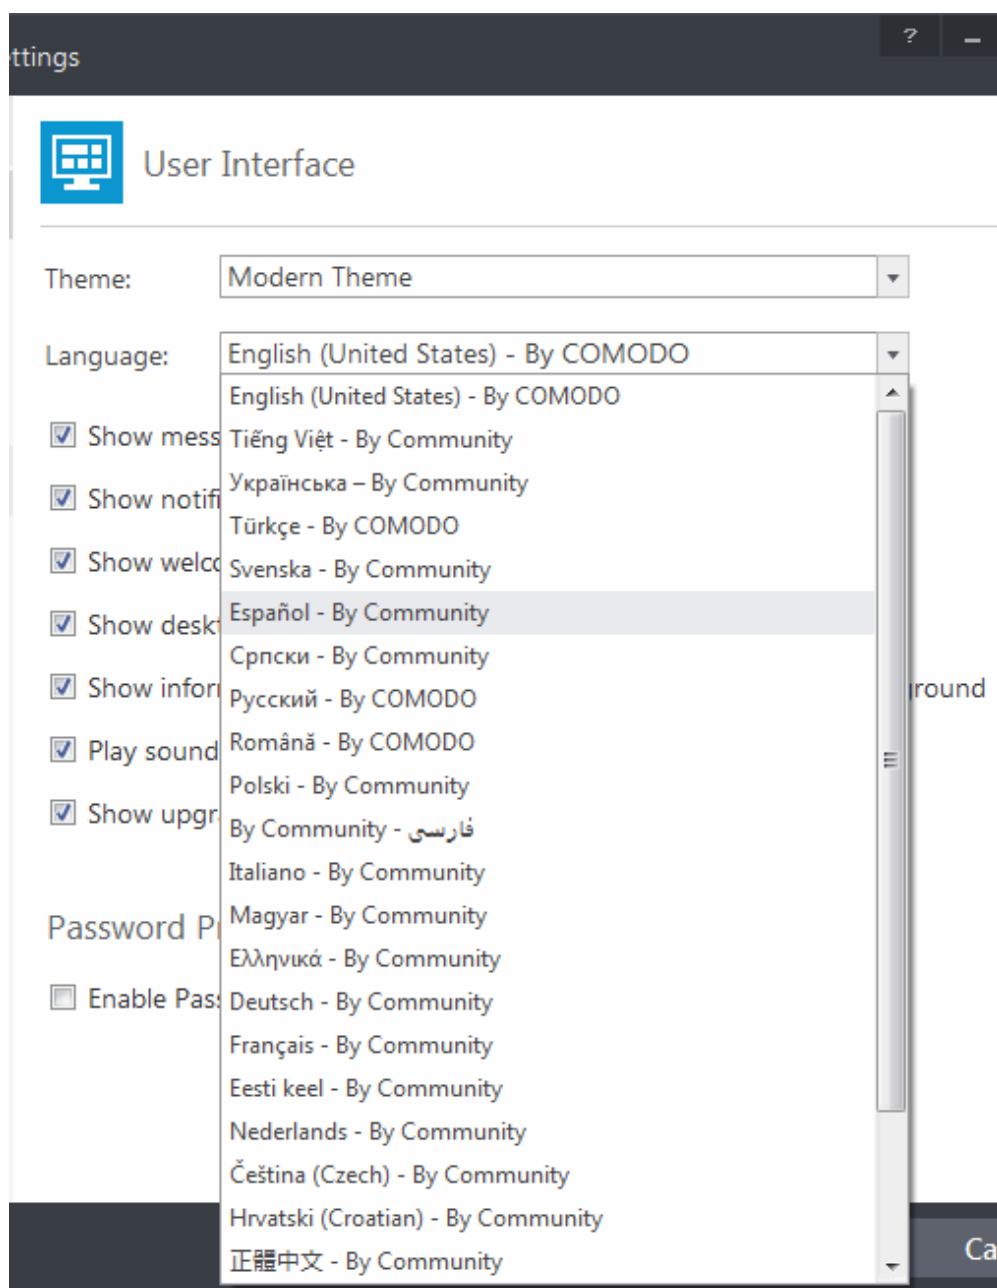 ttings
? –
User Interface
Theme: Modern Theme
Language: English (United States) - By COMODO
English (United States) - By COMODO
Show mess Tiếng Việt - By Community
Українська – By Community
Show notifi
Türkçe - By COMODO
Show welco Svenska - By Community
Español - By Community
Show deskt
Српски - By Community
Show inforr Русский - By COMODO round
Română - By COMODO
Play sound
Polski - By Community
Show upgr
By Community - فارسی
Italiano - By Community
Magyar - By Community
Password Pr
Ελληνικά - By Community
Enable Pas: Deutsch - By Community
Français - By Community
Eesti keel - By Community
Nederlands - By Community
Čeština (Czech) - By Community
Hrvatski (Croatian) - By Community
正體中文 - By Community
Ca